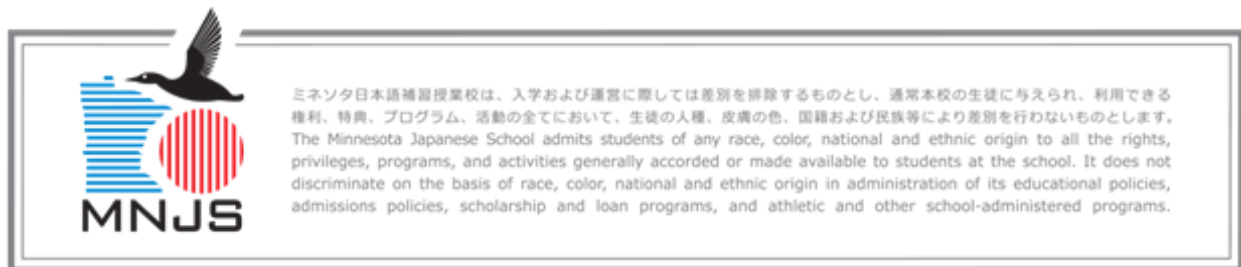 ミネソタ日本語補習授業校は、入学および運営に際しては差別を排除するものとし、通常本校の生徒に与えられ、利用できる
権利、特典、プログラム、活動の全てにおいて、生徒の人種、皮膚の色、国籍および民族等により差別を行わないものとします。
The Minnesota Japanese School admits students of any race, color, national and ethnic origin to all the rights,
privileges, programs, and activities generally accorded or made available to students at the school. It does not
discriminate on the basis of race, color, national and ethnic origin in administration of its educational policies,
admissions policies, scholarship and loan programs, and athletic and other school-administered programs.
MNJS